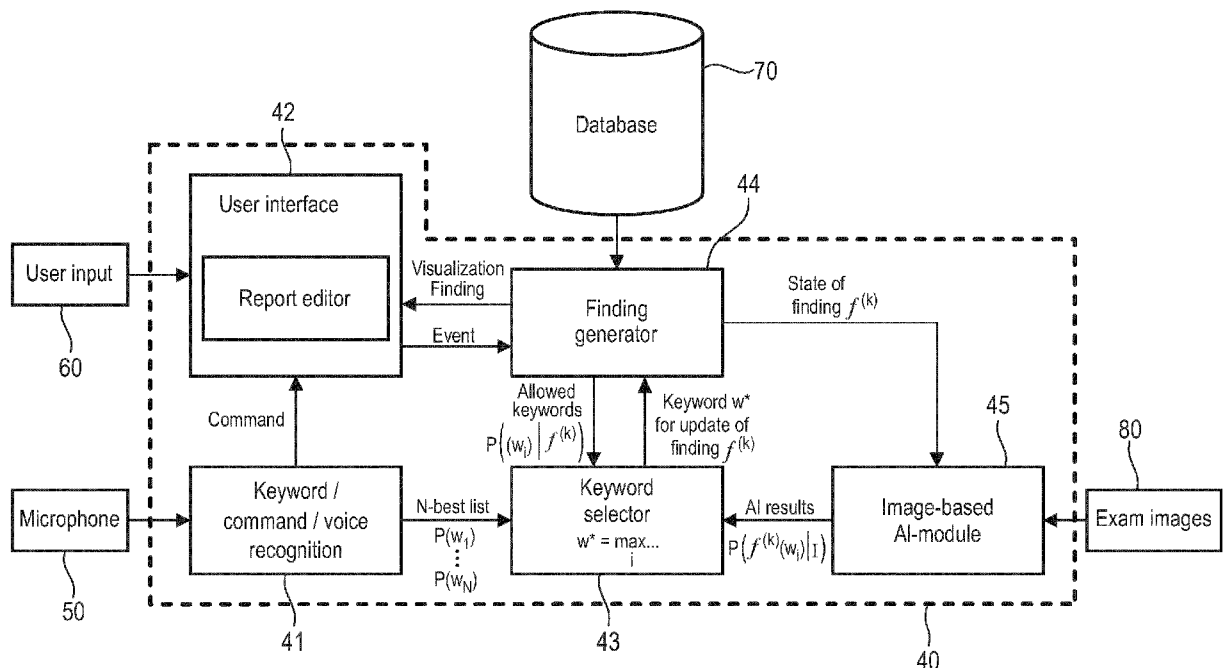 70
Database
42
44
User interface
User input
60
Report editor
Visualization
Finding
Event
Finding
generator
State of
finding f^(k)
Command
Allowed
keywords
P((w_i)|f^(k))
Keyword w*
for update of
finding f^(k)
45
80
Microphone
50
Keyword /
command / voice
recognition
N-best list
P(w_1)
⋮
P(w_N)
Keyword
selector
w* = max...
i
AI results
P(f^(k)(w_i)|I)
Image-based
AI-module
Exam images
41
43
40